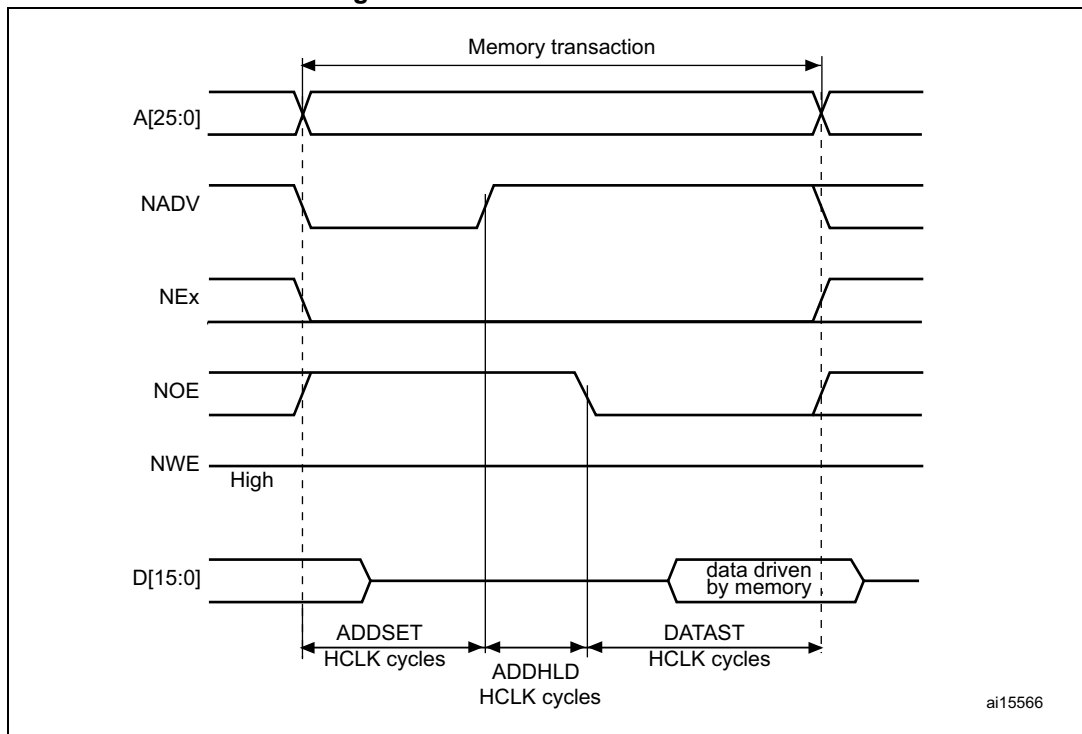 Memory transaction
A[25:0]
NADV
NEx
NOE
NWE
High
D[15:0]
data driven
by memory
ADDSET
HCLK cycles
ADDHLD
HCLK cycles
DATAST
HCLK cycles
ai15566